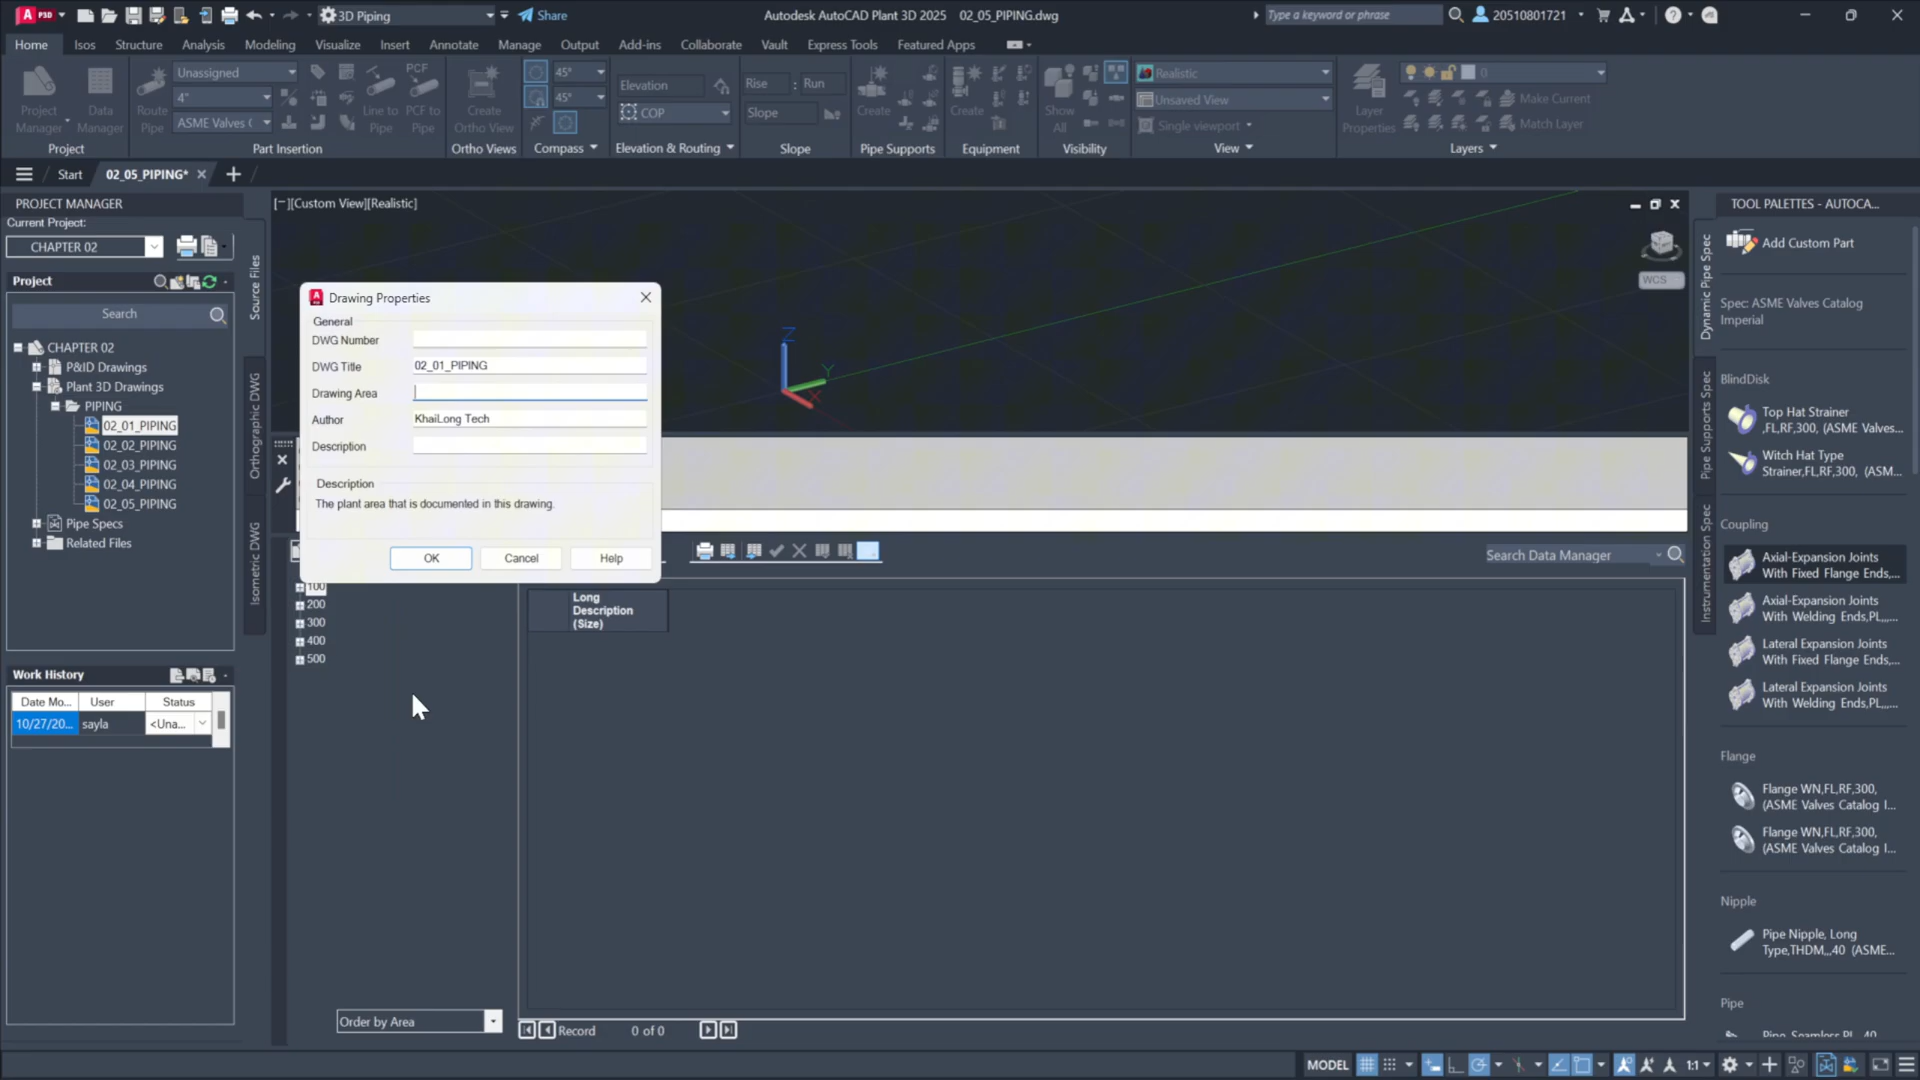 3D Piping
Share
Autodesk AutoCAD Plant 3D 2025 02_05_PIPING.dwg
Type a keyword or phrase
20510801721
Home Isos Structure Analysis Modeling Visualize Insert Annotate Manage Output Add-ins Collaborate Vault Express Tools Featured Apps
Project Manager
Data Manager
Project
Route Pipe
Unassigned
4"
ASME Valves (
Line to Pipe
PCF
PCF to Pipe
Part Insertion
Create Ortho View
Ortho Views
45°
45°
Compass
Elevation
COP
Elevation & Routing
Rise : Run
Slope
Slope
Create
Pipe Supports
Create
Equipment
Show All
Visibility
Realistic
Unsaved View
Single viewport
View
Layer Properties
0
Make Current
Match Layer
Layers
Start
02_05_PIPING*
PROJECT MANAGER
Current Project:
CHAPTER 02
Project
Search
CHAPTER 02
P&ID Drawings
Plant 3D Drawings
PIPING
02_01_PIPING
02_02_PIPING
02_03_PIPING
02_04_PIPING
02_05_PIPING
Pipe Specs
Related Files
Source Files
Orthographic DWG
Isometric DWG
Work History
Date Mo... User Status
10/27/20... sayla <Una...
[−][Custom View][Realistic]
Z
Y
X
WCS
Drawing Properties
General
DWG Number
DWG Title 02_01_PIPING
Drawing Area
Author KhaiLong Tech
Description
Description
The plant area that is documented in this drawing.
OK Cancel Help
Search Data Manager
100
200
300
400
500
Long
Description
(Size)
Order by Area
Record 0 of 0
TOOL PALETTES - AUTOCA...
Dynamic Pipe Spec
Pipe Supports Spec
Instrumentation Spec
Add Custom Part
Spec: ASME Valves Catalog
Imperial
BlindDisk
Top Hat Strainer
,FL,RF,300, (ASME Valves...
Witch Hat Type
Strainer,FL,RF,300, (ASM...
Coupling
Axial-Expansion Joints
With Fixed Flange Ends,...
Axial-Expansion Joints
With Welding Ends,PL,,,...
Lateral Expansion Joints
With Fixed Flange Ends,...
Lateral Expansion Joints
With Welding Ends,PL,,,...
Flange
Flange WN,FL,RF,300,
(ASME Valves Catalog I...
Flange WN,FL,RF,300,
(ASME Valves Catalog I...
Nipple
Pipe Nipple, Long
Type,THDM,,,40 (ASME...
Pipe
MODEL
1:1